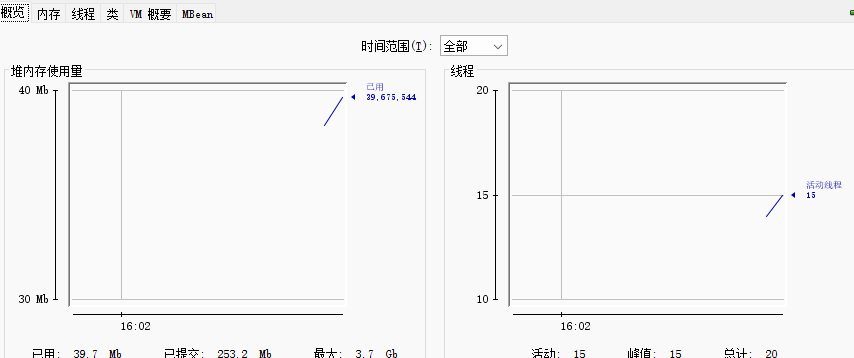 概览 内存 线程 类 VM 概要 MBean
时间范围(T): 全部
堆内存使用量
40 Mb
已用
39,675,544
30 Mb
16:02
已用: 39.7 Mb 已提交: 253.2 Mb 最大: 3.7 Gb
线程
20
活动线程
15
15
10
16:02
活动: 15 峰值: 15 总计: 20